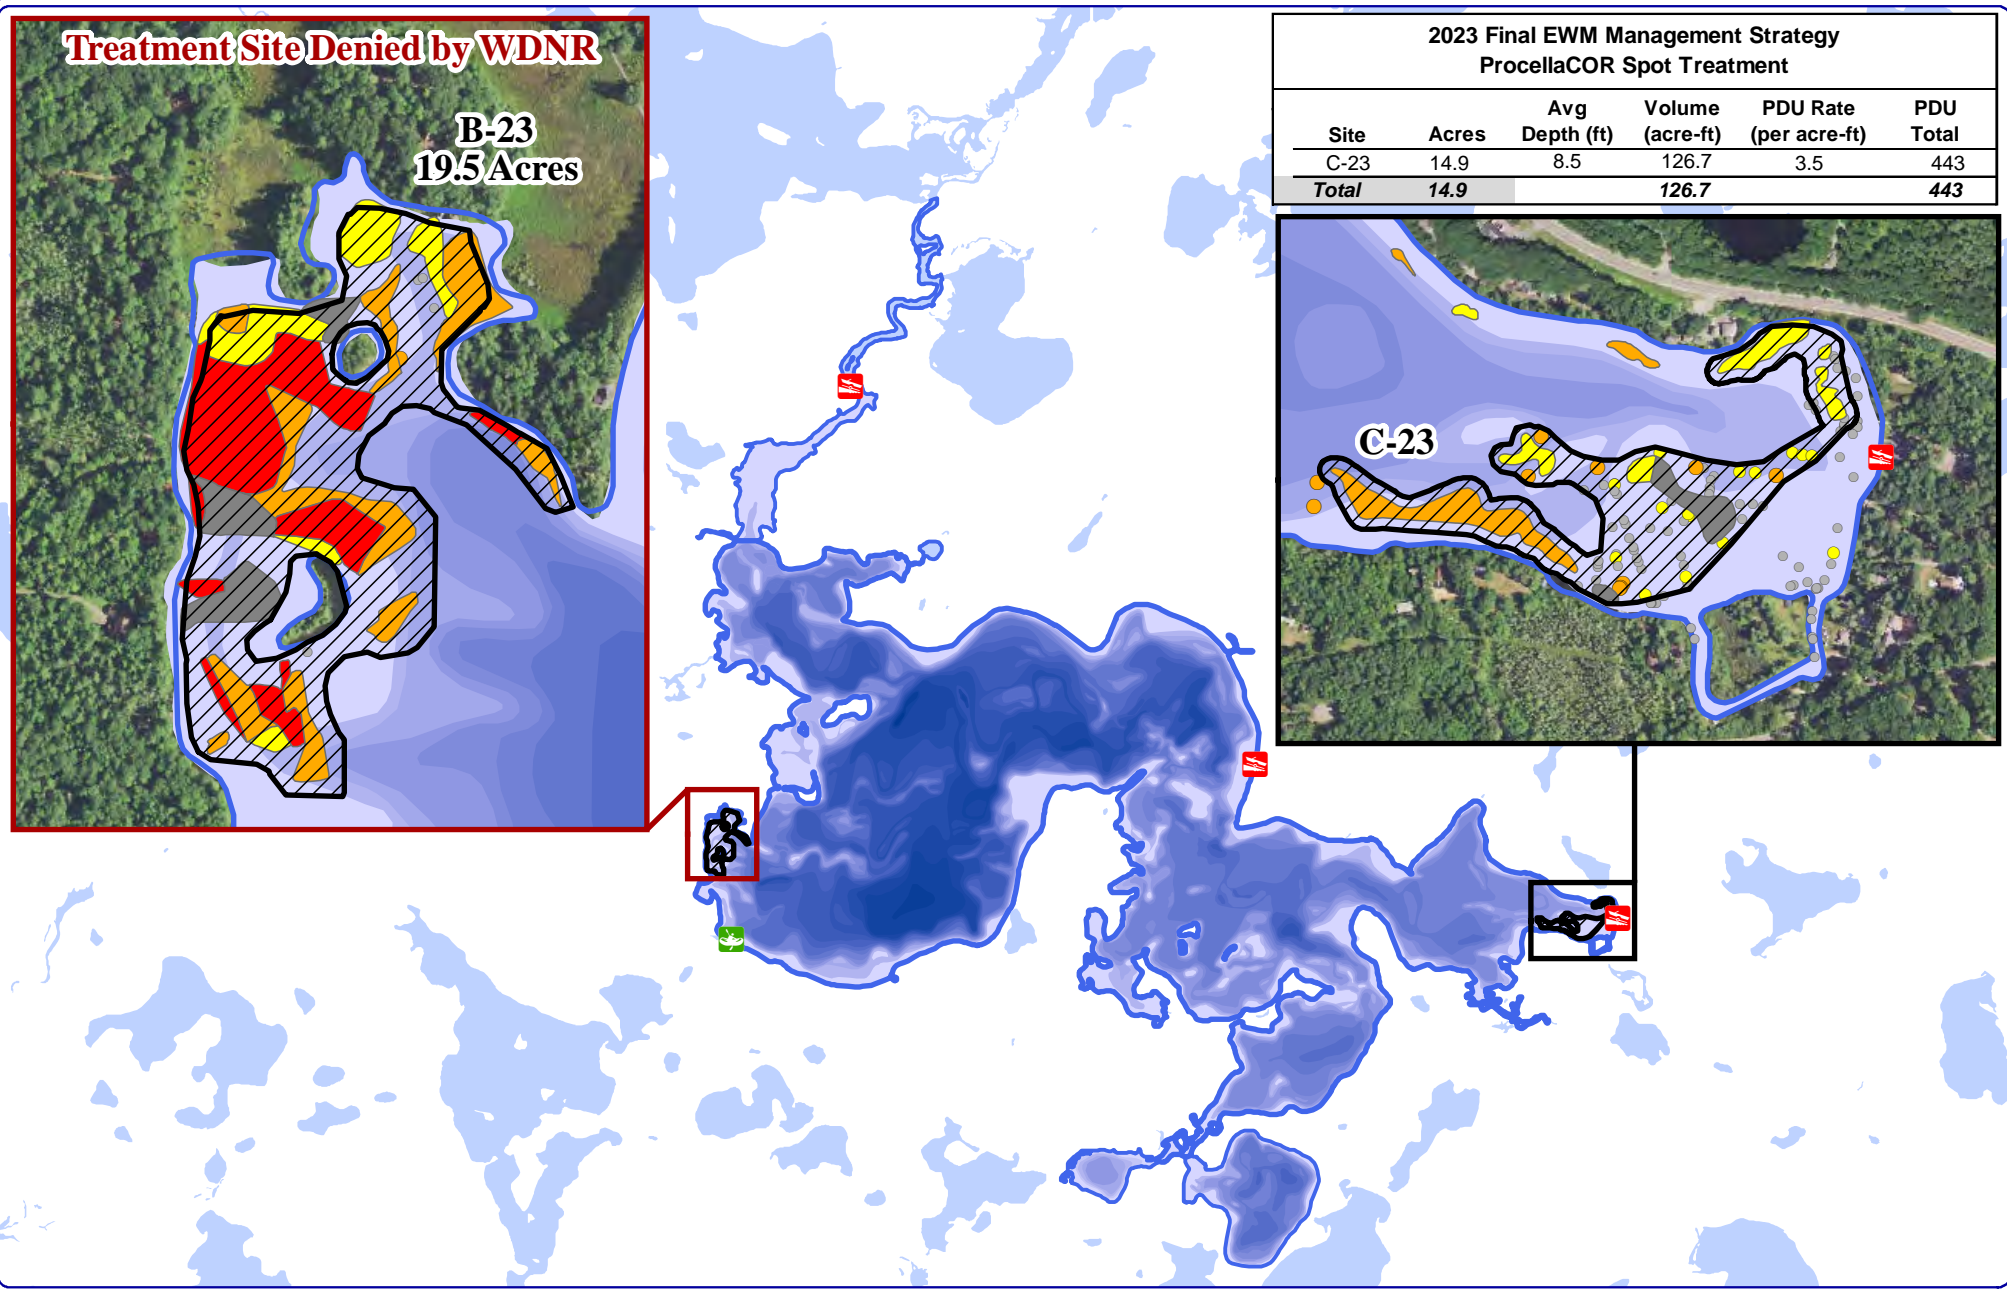 Treatment Site Denied by WDNR
B-23
19.5 Acres
2023 Final EWM Management Strategy
ProcellaCOR Spot Treatment
Site Acres Avg Depth (ft) Volume (acre-ft) PDU Rate (per acre-ft) PDU Total
C-23 14.9 8.5 126.7 3.5 443
Total 14.9 126.7 443
C-23